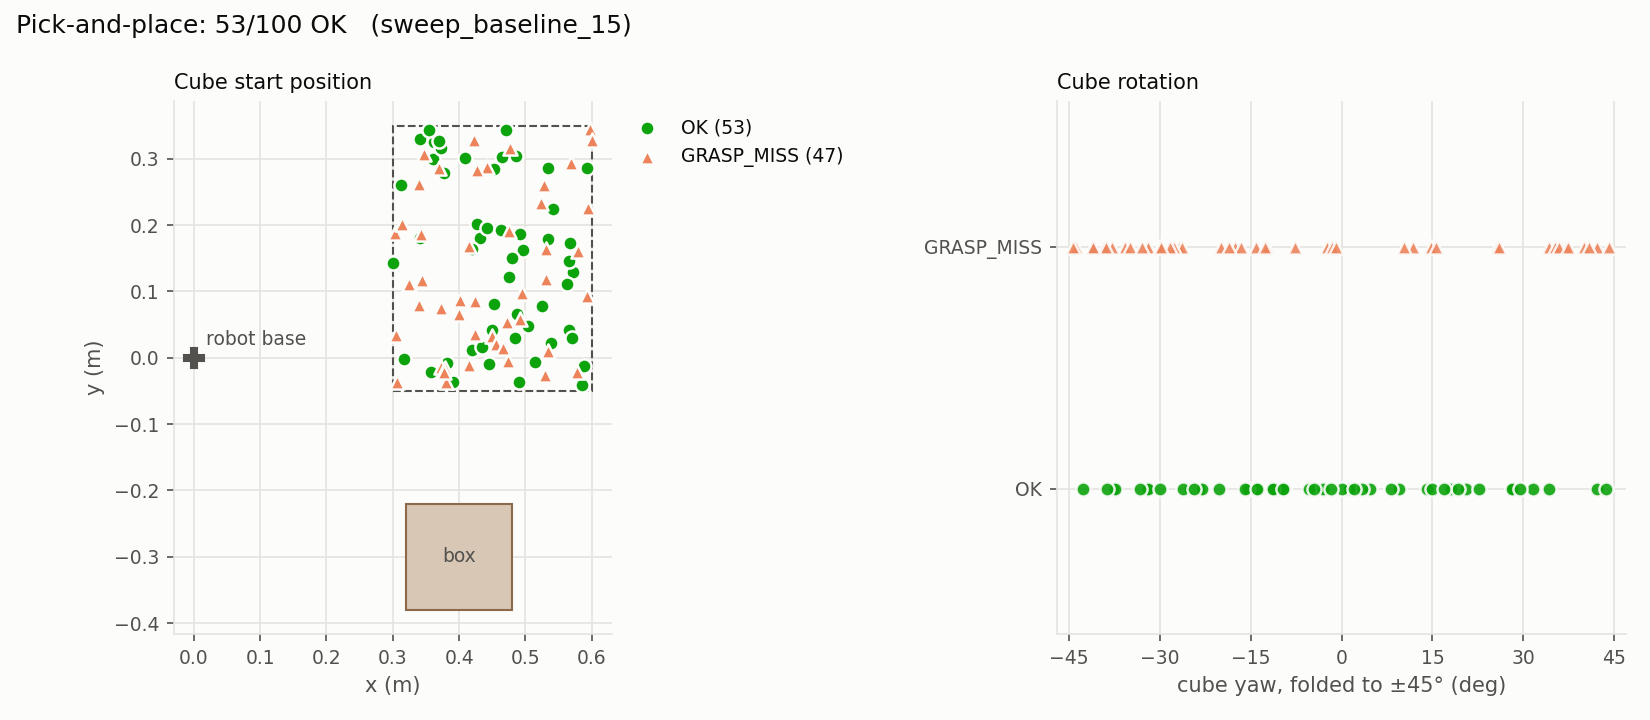 Pick-and-place: 53/100 OK   (sweep_baseline_15)
Cube start position
OK (53)
GRASP_MISS (47)
robot base
box
0.3
0.2
0.1
0.0
−0.1
−0.2
−0.3
−0.4
y (m)
0.0 0.1 0.2 0.3 0.4 0.5 0.6
x (m)
Cube rotation
GRASP_MISS
OK
−45 −30 −15 0 15 30 45
cube yaw, folded to ±45° (deg)